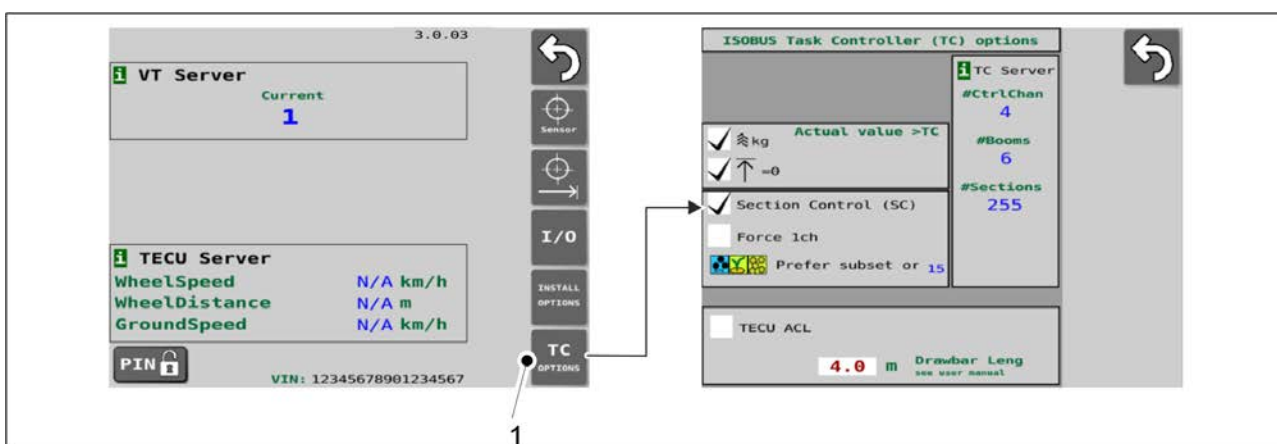 3.0.03
i VT Server
Current
1
Sensor
I/O
i TECU Server
WheelSpeed N/A km/h
WheelDistance N/A m
GroundSpeed N/A km/h
INSTALL
OPTIONS
PIN
VIN: 12345678901234567
TC
OPTIONS
1
ISOBUS Task Controller (TC) options
i TC Server
#CtrlChan
4
#Booms
6
#Sections
255
kg Actual value >TC
=0
Section Control (SC)
Force 1ch
Prefer subset or 15
TECU ACL
4.0 m Drawbar Leng
see user manual